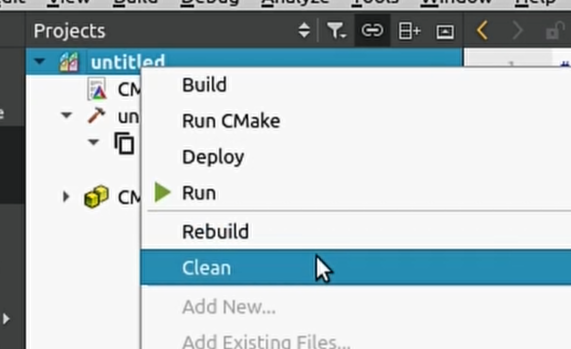 View Build Debug Analyze Tools Window Help
Projects
untitled
CM
un
CM
Build
Run CMake
Deploy
Run
Rebuild
Clean
Add New...
Add Existing Files...